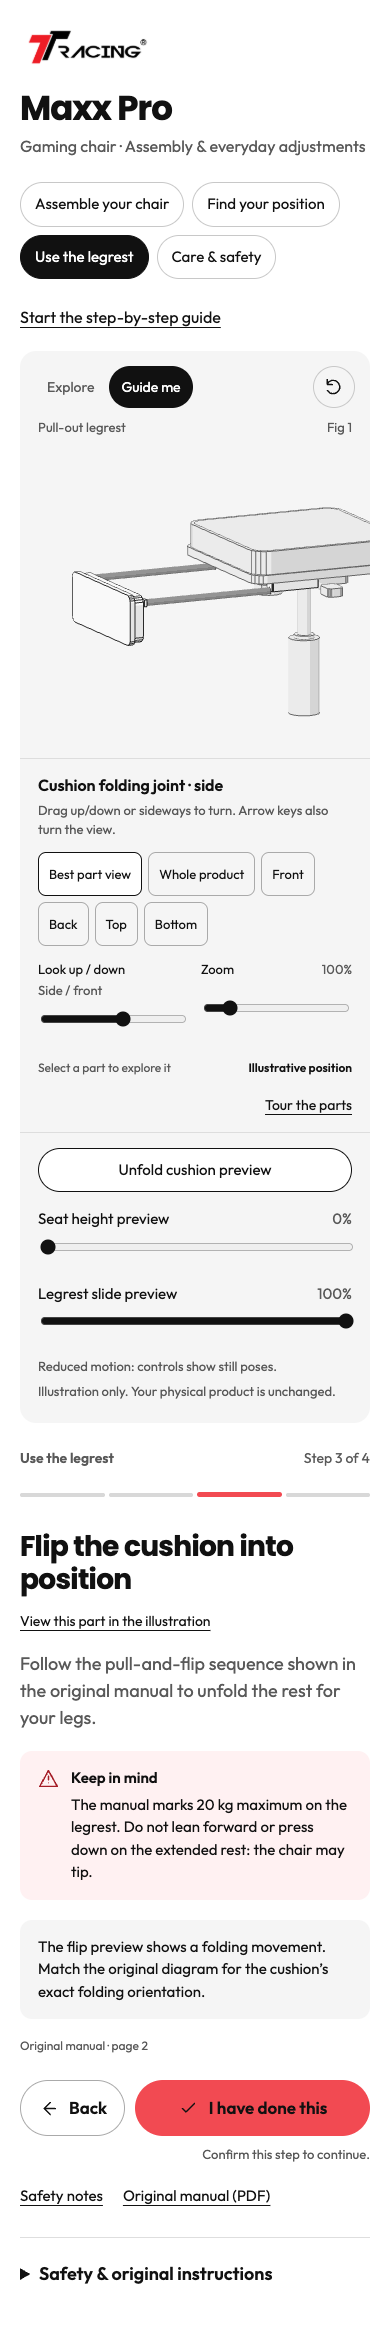 TTRACING®
Maxx Pro
Gaming chair · Assembly & everyday adjustments
Assemble your chair
Find your position
Use the legrest
Care & safety
Start the step-by-step guide
Explore
Guide me
Pull-out legrest
Fig 1
Cushion folding joint · side
Drag up/down or sideways to turn. Arrow keys also
turn the view.
Best part view
Whole product
Front
Back
Top
Bottom
Look up / down
Side / front
Zoom
100%
Select a part to explore it
Illustrative position
Tour the parts
Unfold cushion preview
Seat height preview
0%
Legrest slide preview
100%
Reduced motion: controls show still poses.
Illustration only. Your physical product is unchanged.
Use the legrest
Step 3 of 4
Flip the cushion into
position
View this part in the illustration
Follow the pull-and-flip sequence shown in
the original manual to unfold the rest for
your legs.
Keep in mind
The manual marks 20 kg maximum on the
legrest. Do not lean forward or press
down on the extended rest: the chair may
tip.
The flip preview shows a folding movement.
Match the original diagram for the cushion’s
exact folding orientation.
Original manual · page 2
Back
I have done this
Confirm this step to continue.
Safety notes
Original manual (PDF)
Safety & original instructions